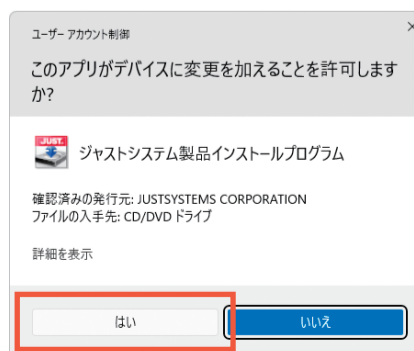 ユーザー アカウント制御
このアプリがデバイスに変更を加えることを許可します
か?
JUST.
ジャストシステム製品インストールプログラム
確認済みの発行元: JUSTSYSTEMS CORPORATION
ファイルの入手先: CD/DVD ドライブ
詳細を表示
はい
いいえ